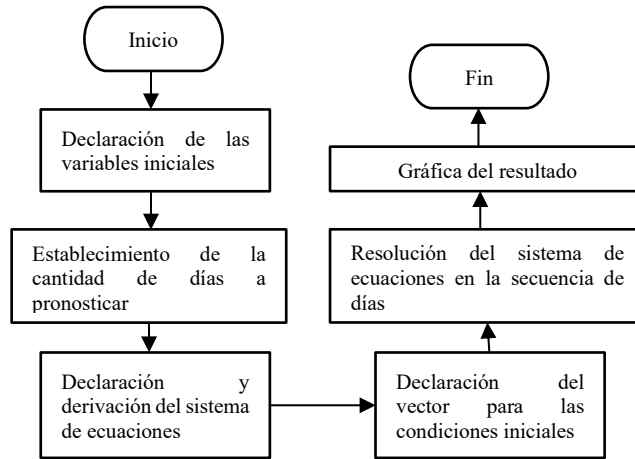 Inicio
Declaración de las
variables iniciales
Establecimiento de la
cantidad de días a
pronosticar
Declaración y
derivación del sistema
de ecuaciones
Declaración del
vector para las
condiciones iniciales
Resolución del sistema de
ecuaciones en la secuencia de
días
Gráfica del resultado
Fin